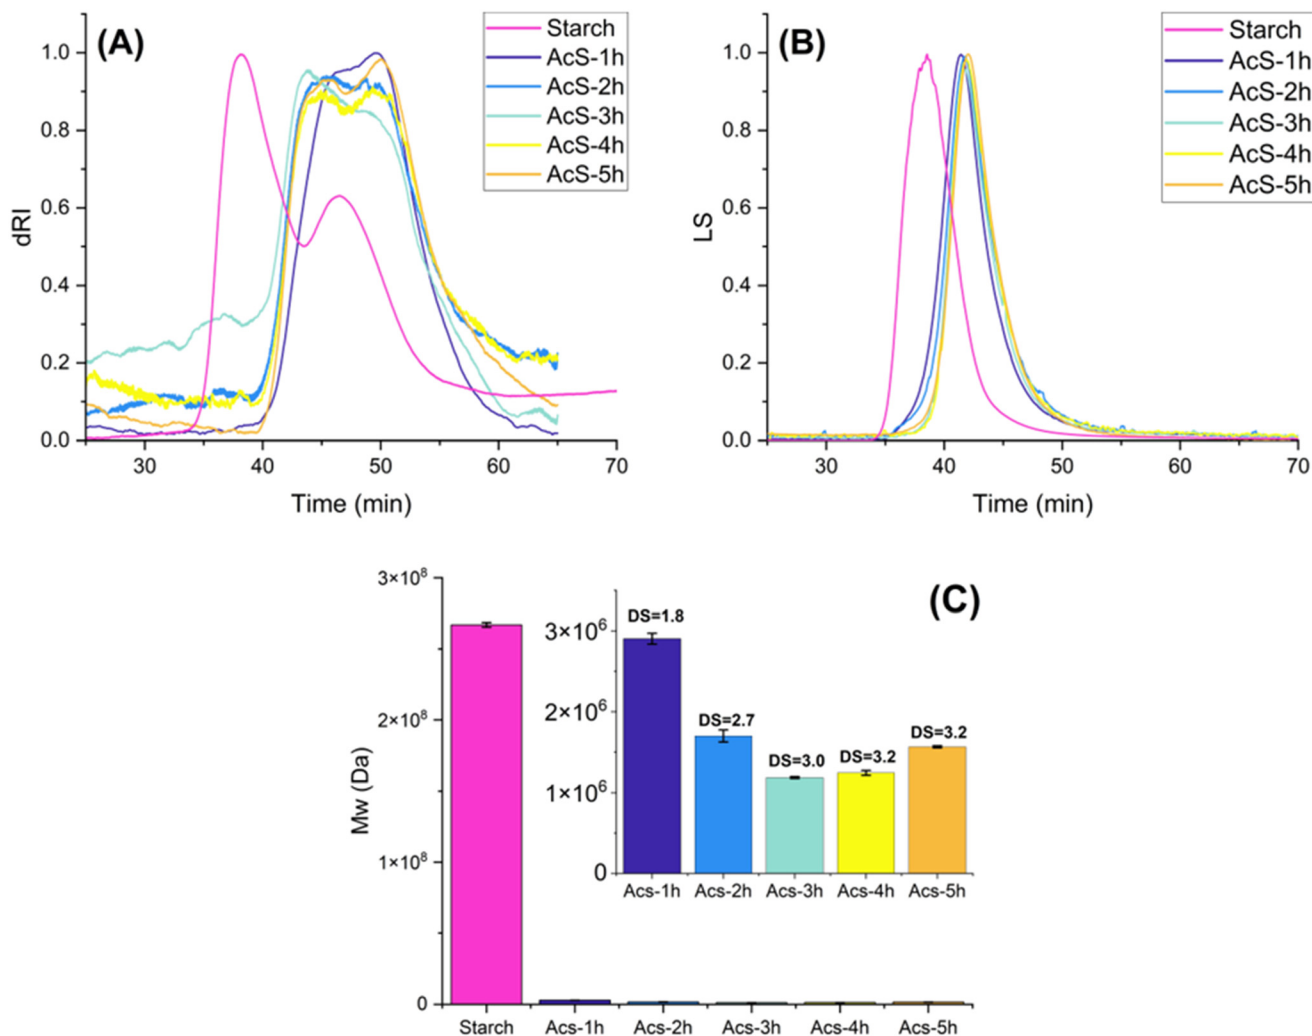 (A)
Starch
AcS-1h
AcS-2h
AcS-3h
AcS-4h
AcS-5h
1.0
0.8
0.6
0.4
0.2
0.0
dRI
30 40 50 60 70
Time (min)
(B)
Starch
AcS-1h
AcS-2h
AcS-3h
AcS-4h
AcS-5h
1.0
0.8
0.6
0.4
0.2
0.0
LS
30 40 50 60 70
Time (min)
(C)
3×10⁸
2×10⁸
1×10⁸
0
Mw (Da)
Starch Acs-1h Acs-2h Acs-3h Acs-4h Acs-5h
3×10⁶
2×10⁶
1×10⁶
0
DS=1.8
DS=2.7
DS=3.0
DS=3.2
DS=3.2
Acs-1h Acs-2h Acs-3h Acs-4h Acs-5h